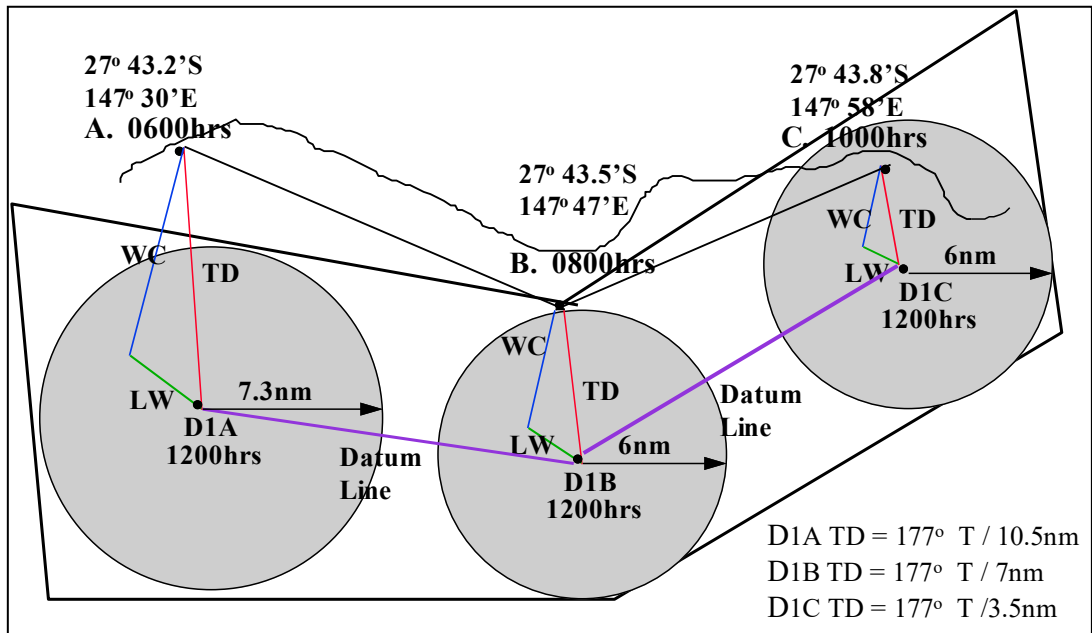 27º 43.2’S
147º 30’E
A. 0600hrs
27º 43.8’S
147º 58’E
C. 1000hrs
27º 43.5’S
147º 47’E
B. 0800hrs
WC
TD
LW
7.3nm
D1A
1200hrs
Datum
Line
WC
TD
LW
6nm
D1B
1200hrs
Datum
Line
WC
TD
LW
6nm
D1C
1200hrs
D1A TD = 177º T / 10.5nm
D1B TD = 177º T / 7nm
D1C TD = 177º T /3.5nm